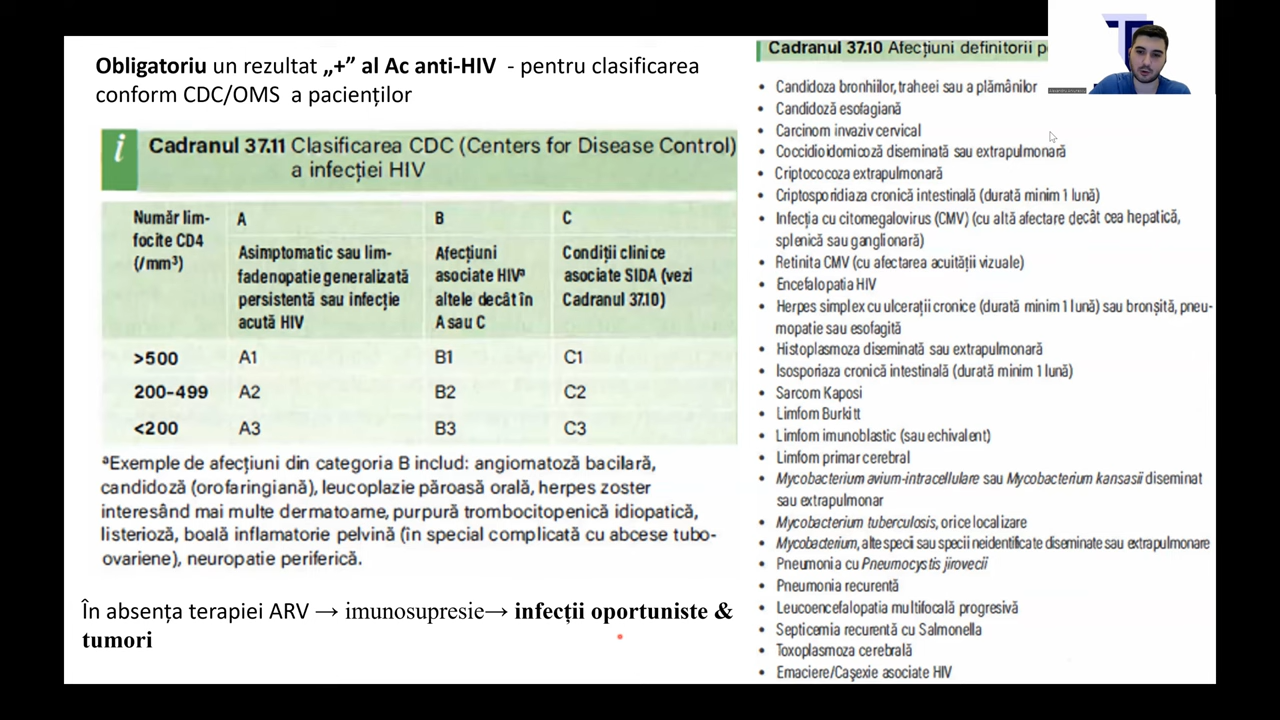 Obligatoriu un rezultat „+” al Ac anti-HIV - pentru clasificarea
conform CDC/OMS a pacienților
i Cadranul 37.11 Clasificarea CDC (Centers for Disease Control)
a infecției HIV
Număr lim-
focite CD4
(/mm³)
A
Asimptomatic sau lim-
fadenopatie generalizată
persistentă sau infecție
acută HIV
B
Afecțiuni
asociate HIVᵃ
altele decât în
A sau C
C
Condiții clinice
asociate SIDA (vezi
Cadranul 37.10)
>500 A1 B1 C1
200-499 A2 B2 C2
<200 A3 B3 C3
ᵃExemple de afecțiuni din categoria B includ: angiomatoză bacilară,
candidoză (orofaringiană), leucoplazie păroasă orală, herpes zoster
interesând mai multe dermatoame, purpură trombocitopenică idiopatică,
listerioză, boală inflamatorie pelvină (în special complicată cu abcese tubo-
ovariene), neuropatie periferică.
În absența terapiei ARV → imunosupresie→ infecții oportuniste &
tumori
Cadranul 37.10 Afecțiuni definitorii
• Candidoza bronhiilor, traheei sau a plămânilor
• Candidoză esofagiană
• Carcinom invaziv cervical
• Coccidioidomicoză diseminată sau extrapulmonară
• Criptococoza extrapulmonară
• Criptosporidiaza cronică intestinală (durată minim 1 lună)
• Infecția cu citomegalovirus (CMV) (cu altă afectare decât cea hepatică,
splenică sau ganglionară)
• Retinita CMV (cu afectarea acuității vizuale)
• Encefalopatia HIV
• Herpes simplex cu ulcerații cronice (durată minim 1 lună) sau bronșită, pneu-
mopatie sau esofagită
• Histoplasmoza diseminată sau extrapulmonară
• Isosporiaza cronică intestinală (durată minim 1 lună)
• Sarcom Kaposi
• Limfom Burkitt
• Limfom imunoblastic (sau echivalent)
• Limfom primar cerebral
• Mycobacterium avium-intracellulare sau Mycobacterium kansasii diseminat
sau extrapulmonar
• Mycobacterium tuberculosis, orice localizare
• Mycobacterium, alte specii sau specii neidentificate diseminate sau extrapulmonare
• Pneumonia cu Pneumocystis jirovecii
• Pneumonia recurentă
• Leucoencefalopatia multifocală progresivă
• Septicemia recurentă cu Salmonella
• Toxoplasmoza cerebrală
• Emaciere/Cașexie asociate HIV